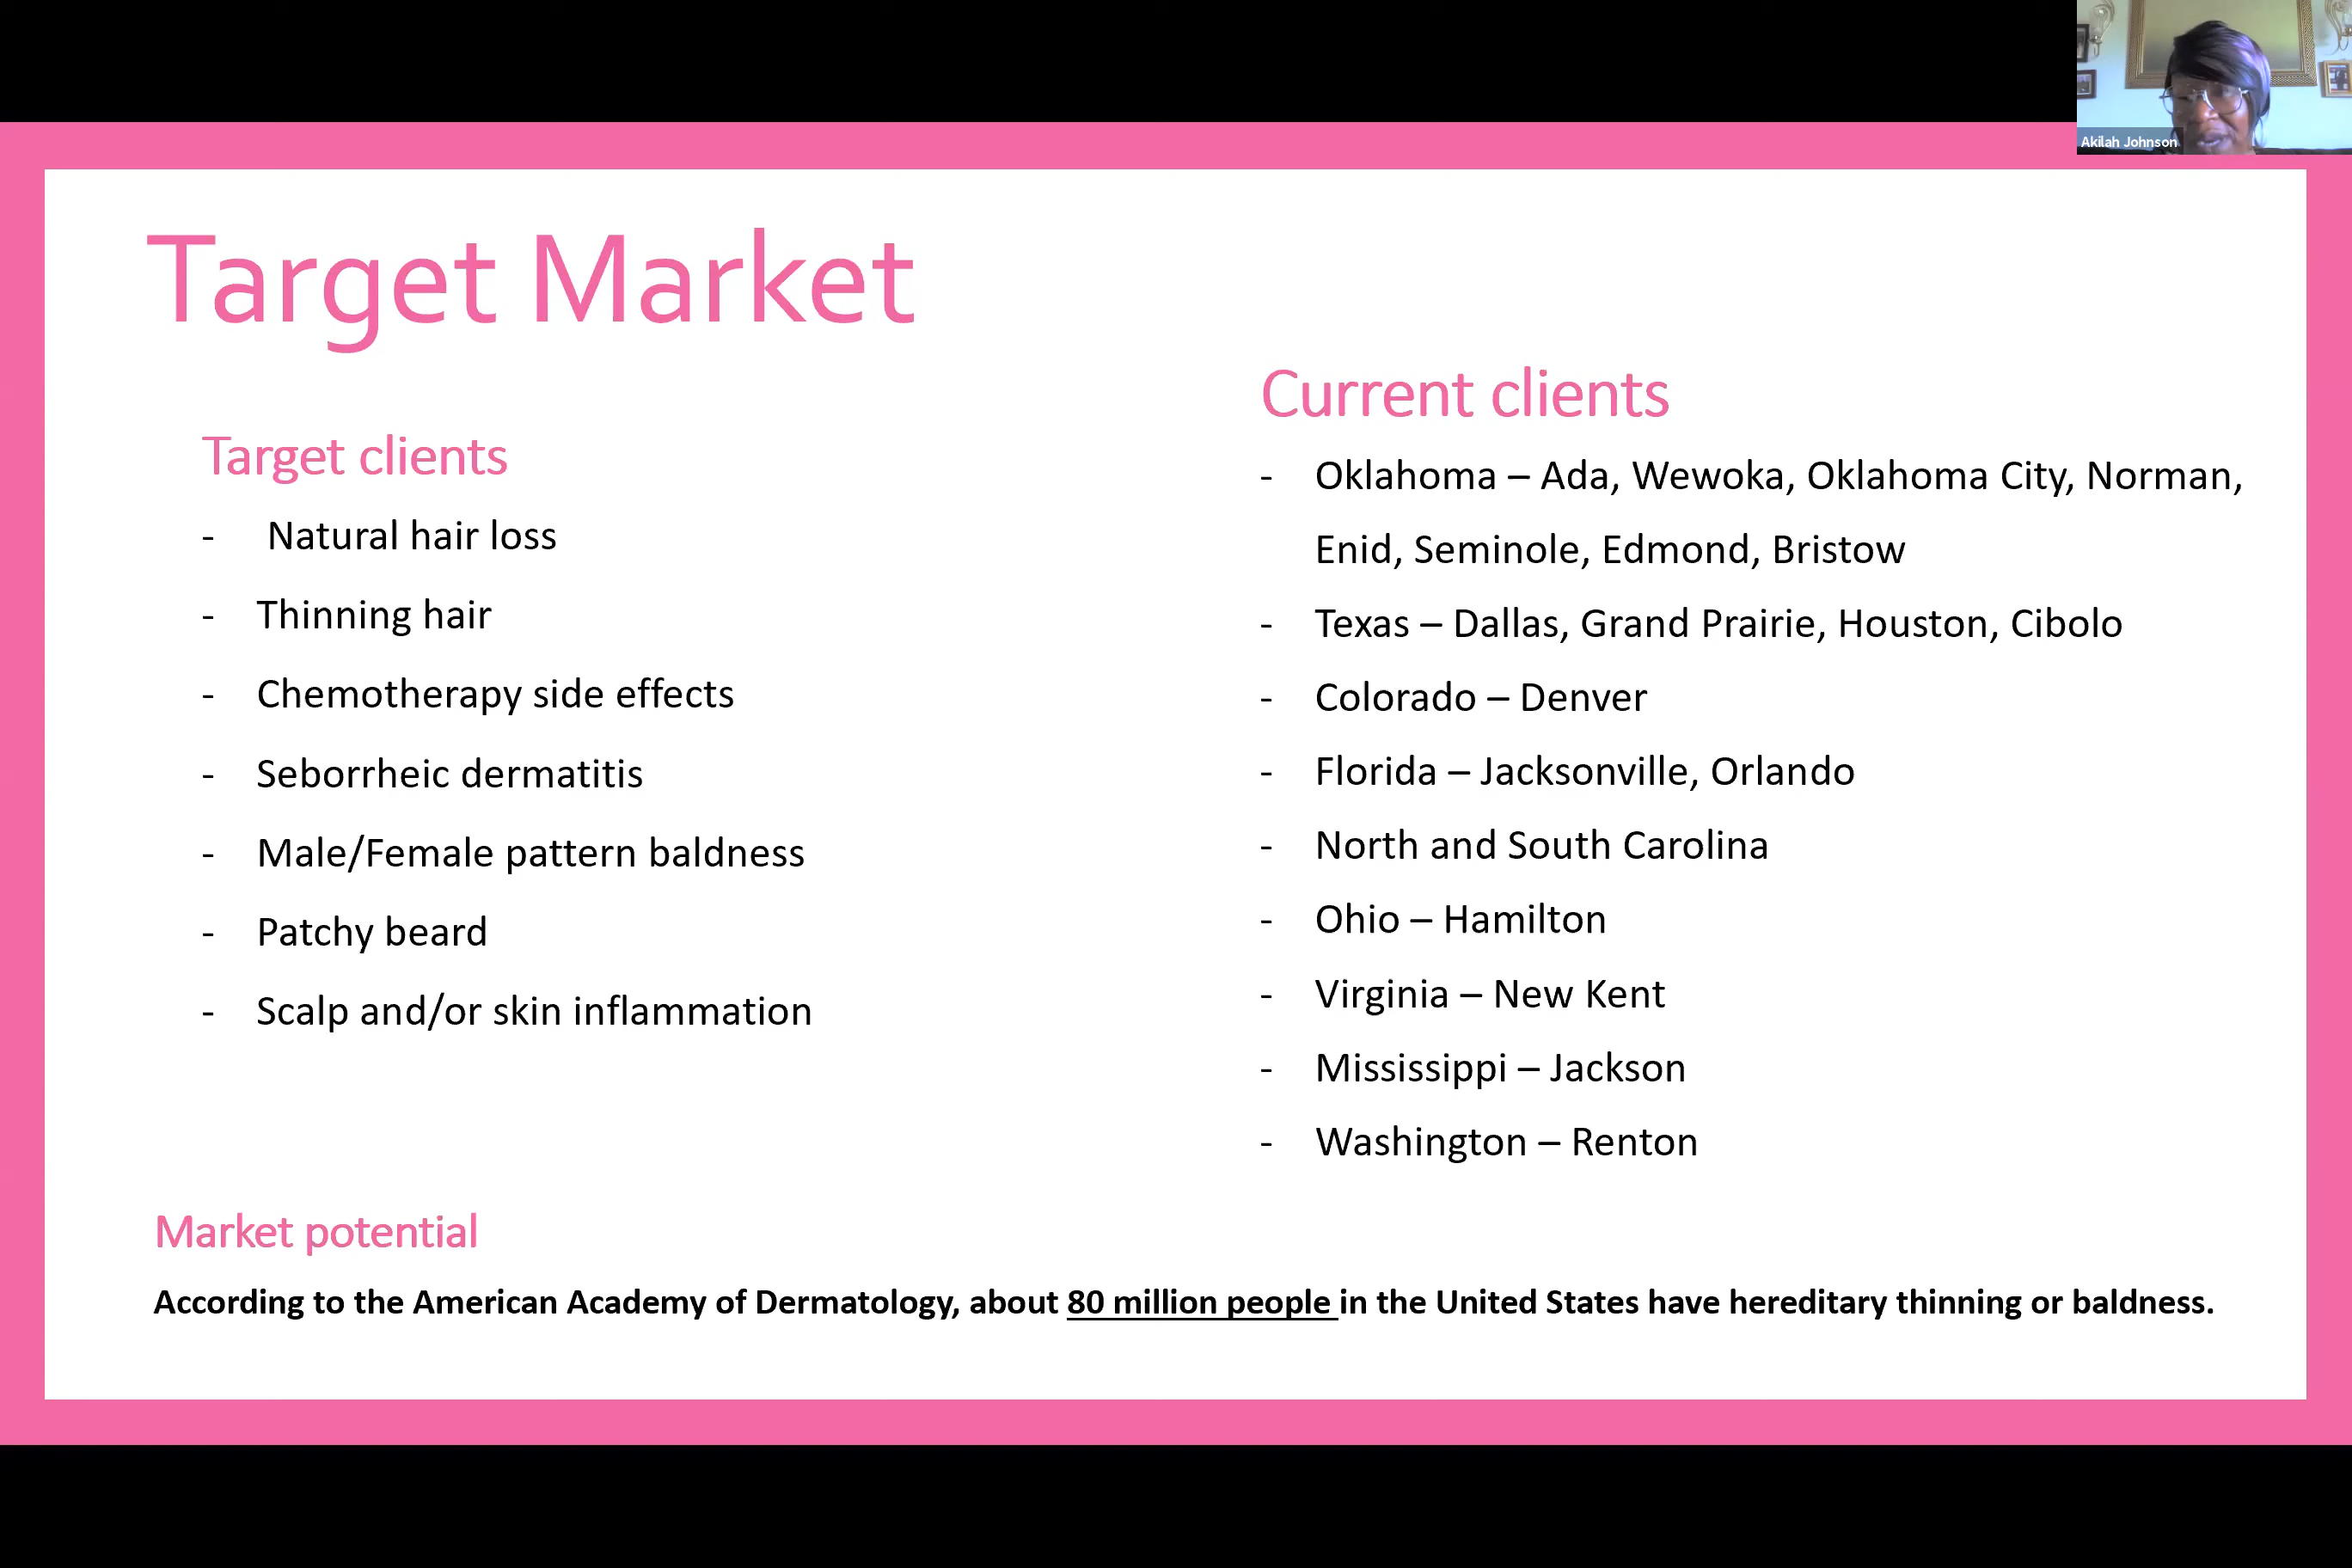 Akilah Johnson
Target Market
Target clients
- Natural hair loss
- Thinning hair
- Chemotherapy side effects
- Seborrheic dermatitis
- Male/Female pattern baldness
- Patchy beard
- Scalp and/or skin inflammation
Current clients
- Oklahoma – Ada, Wewoka, Oklahoma City, Norman,
Enid, Seminole, Edmond, Bristow
- Texas – Dallas, Grand Prairie, Houston, Cibolo
- Colorado – Denver
- Florida – Jacksonville, Orlando
- North and South Carolina
- Ohio – Hamilton
- Virginia – New Kent
- Mississippi – Jackson
- Washington – Renton
Market potential
According to the American Academy of Dermatology, about 80 million people in the United States have hereditary thinning or baldness.